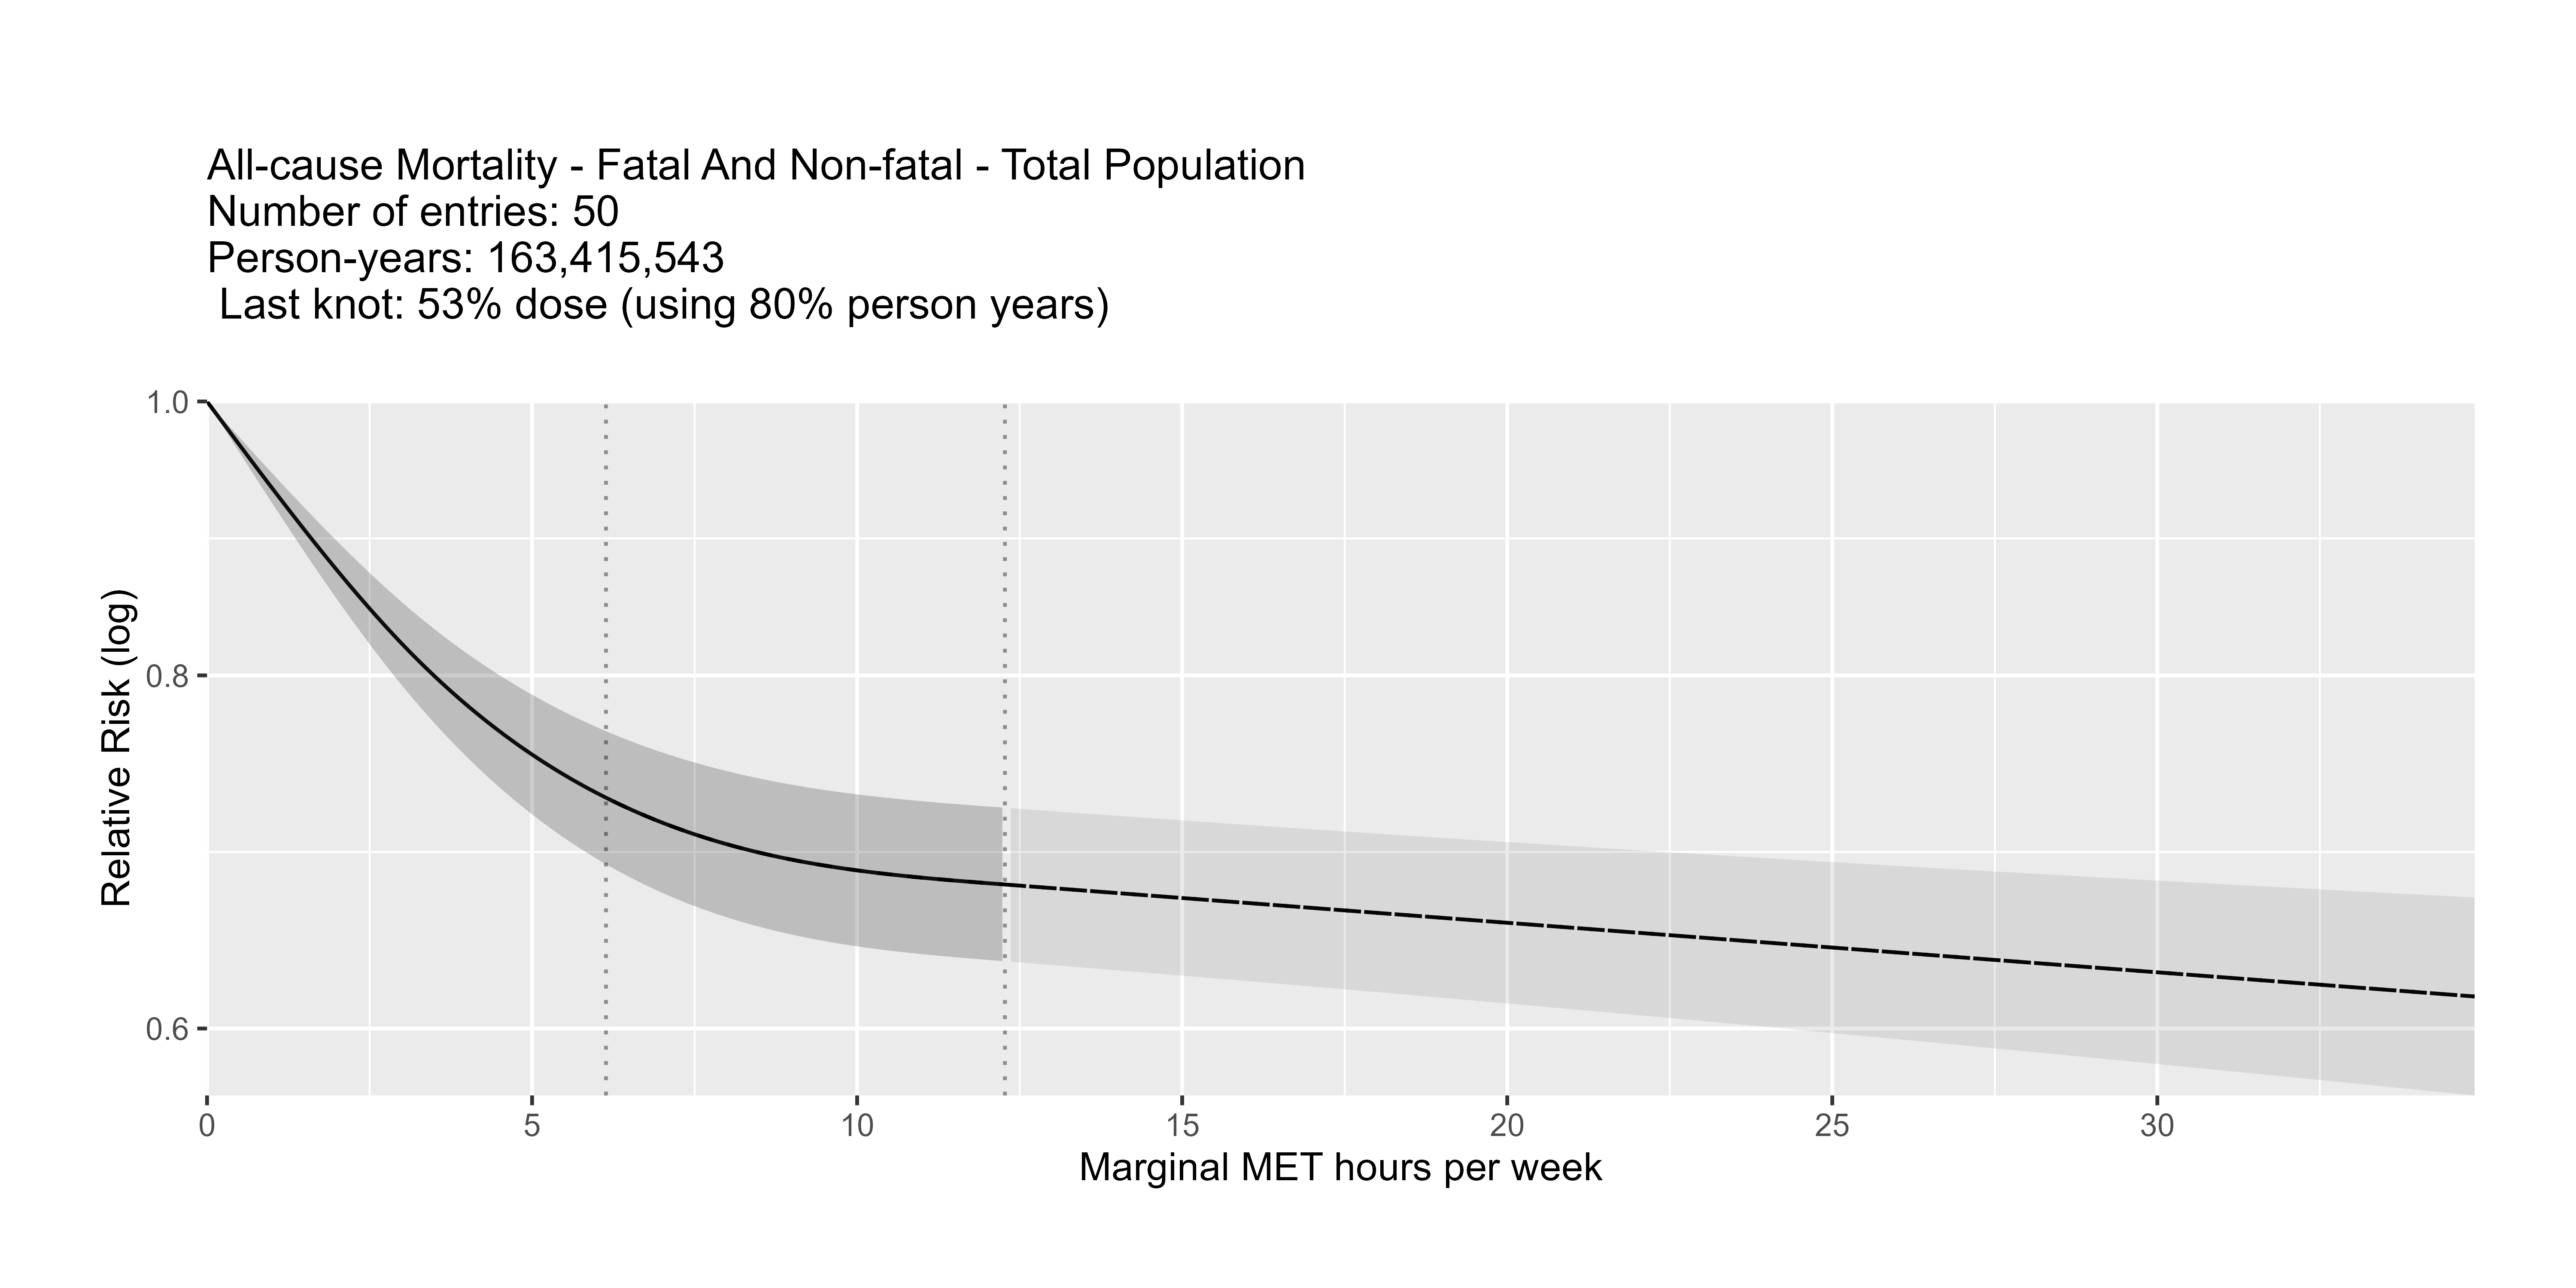 All-cause Mortality - Fatal And Non-fatal - Total Population
Number of entries: 50
Person-years: 163,415,543
Last knot: 53% dose (using 80% person years)
Relative Risk (log)
1.0
0.8
0.6
0 5 10 15 20 25 30
Marginal MET hours per week